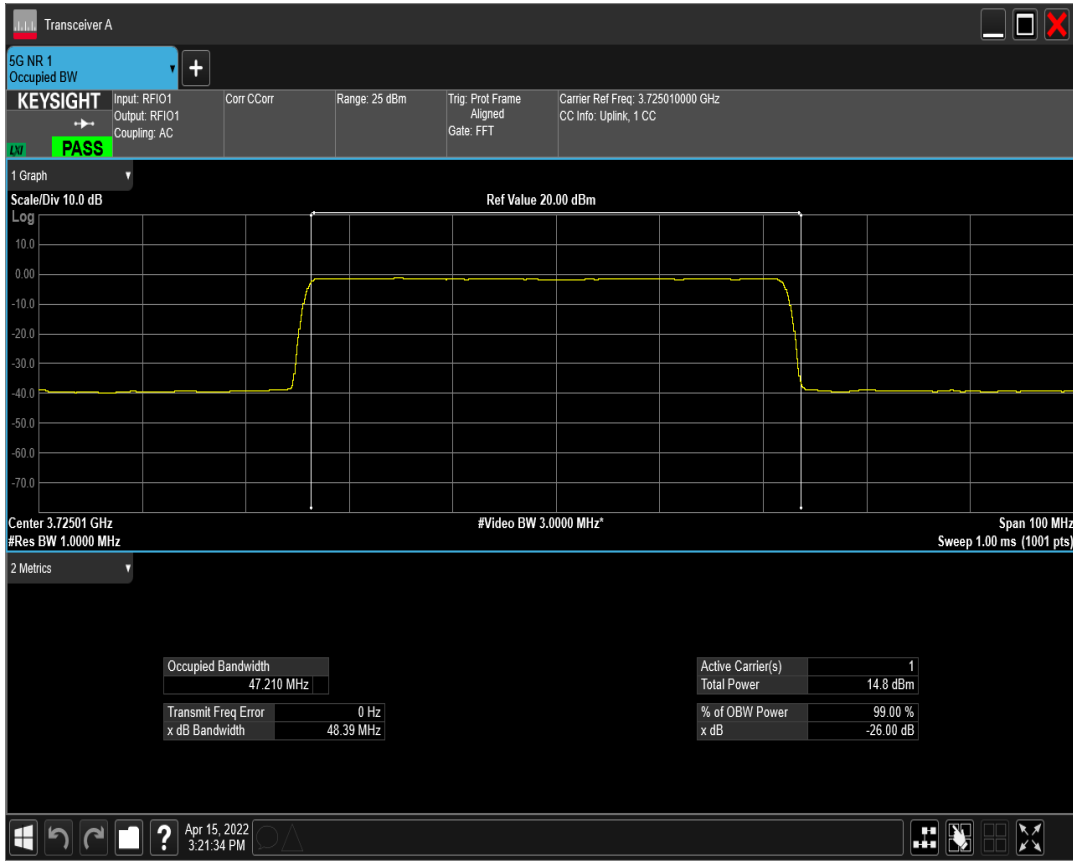 Transceiver A
5G NR 1
Occupied BW
+
KEYSIGHT
LXI
PASS
Input: RFIO1
Output: RFIO1
Coupling: AC
Corr CCorr
Range: 25 dBm
Trig: Prot Frame
Aligned
Gate: FFT
Carrier Ref Freq: 3.725010000 GHz
CC Info: Uplink, 1 CC
1 Graph
Scale/Div 10.0 dB
Ref Value 20.00 dBm
Log
10.0
0.00
-10.0
-20.0
-30.0
-40.0
-50.0
-60.0
-70.0
Center 3.72501 GHz
#Video BW 3.0000 MHz*
Span 100 MHz
#Res BW 1.0000 MHz
Sweep 1.00 ms (1001 pts)
2 Metrics
Occupied Bandwidth
47.210 MHz
Transmit Freq Error 0 Hz
x dB Bandwidth 48.39 MHz
Active Carrier(s) 1
Total Power 14.8 dBm
% of OBW Power 99.00 %
x dB -26.00 dB
?
Apr 15, 2022
3:21:34 PM